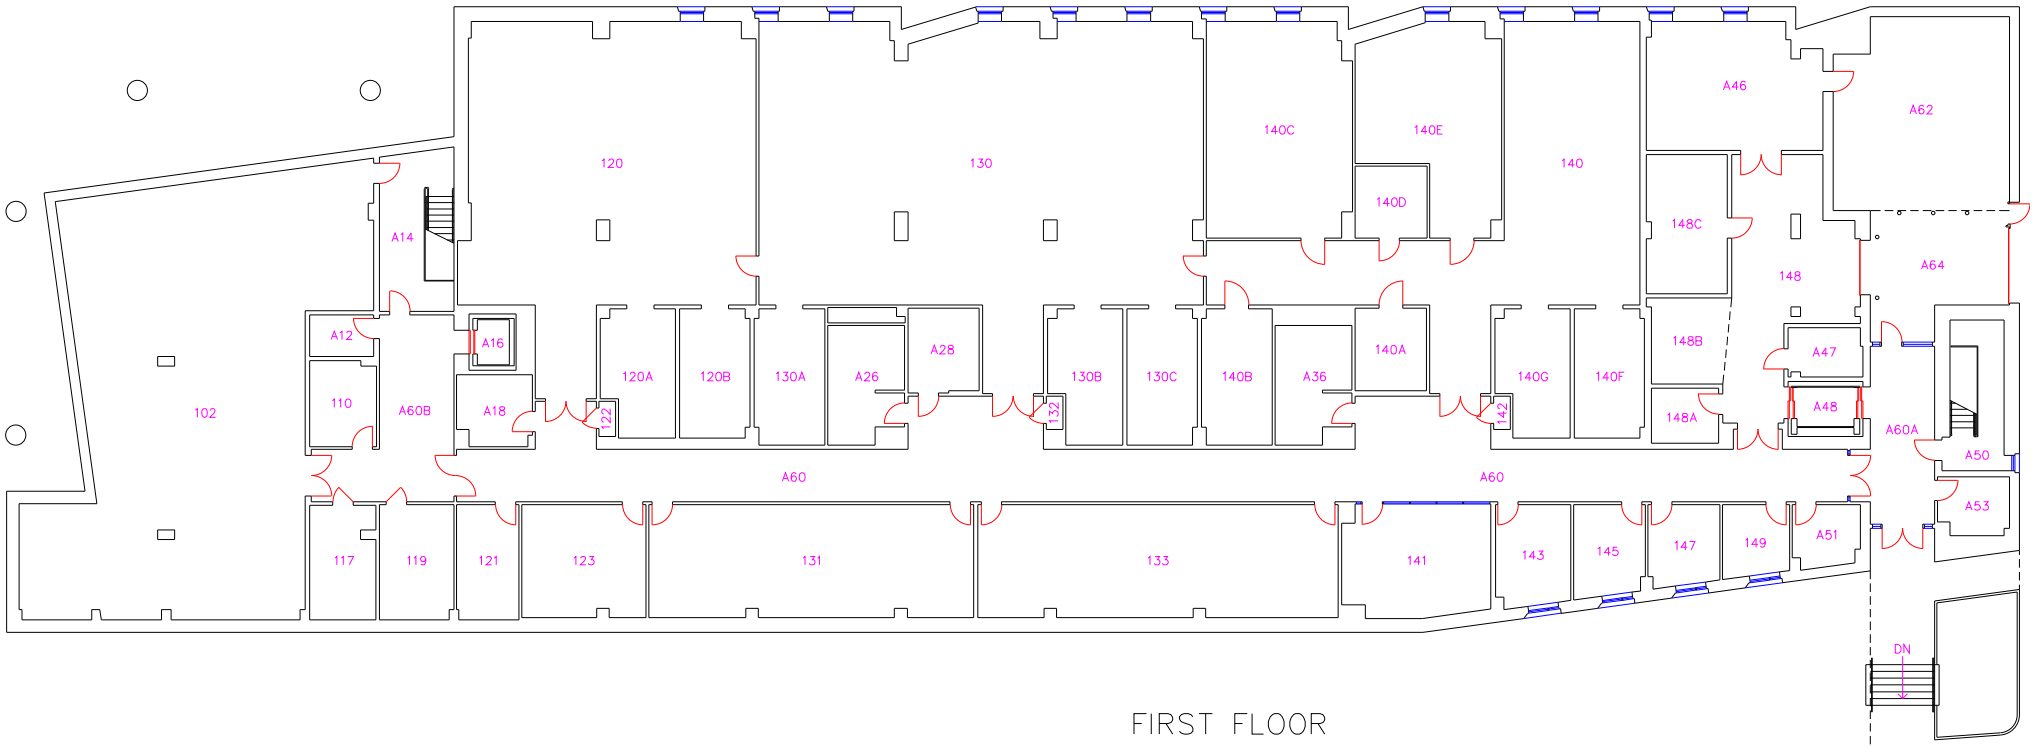 A46
A62
140C
140E
120
130
140
140D
148C
A14
A64
148
A12
A16
A28
140A
148B
A47
120A
120B
130A
A26
130B
130C
140B
A36
140G
140F
110
A60B
A18
122
132
142
148A
A48
102
A60A
A50
A60
A60
A53
117
119
121
123
131
133
141
143
145
147
149
A51
DN
FIRST FLOOR